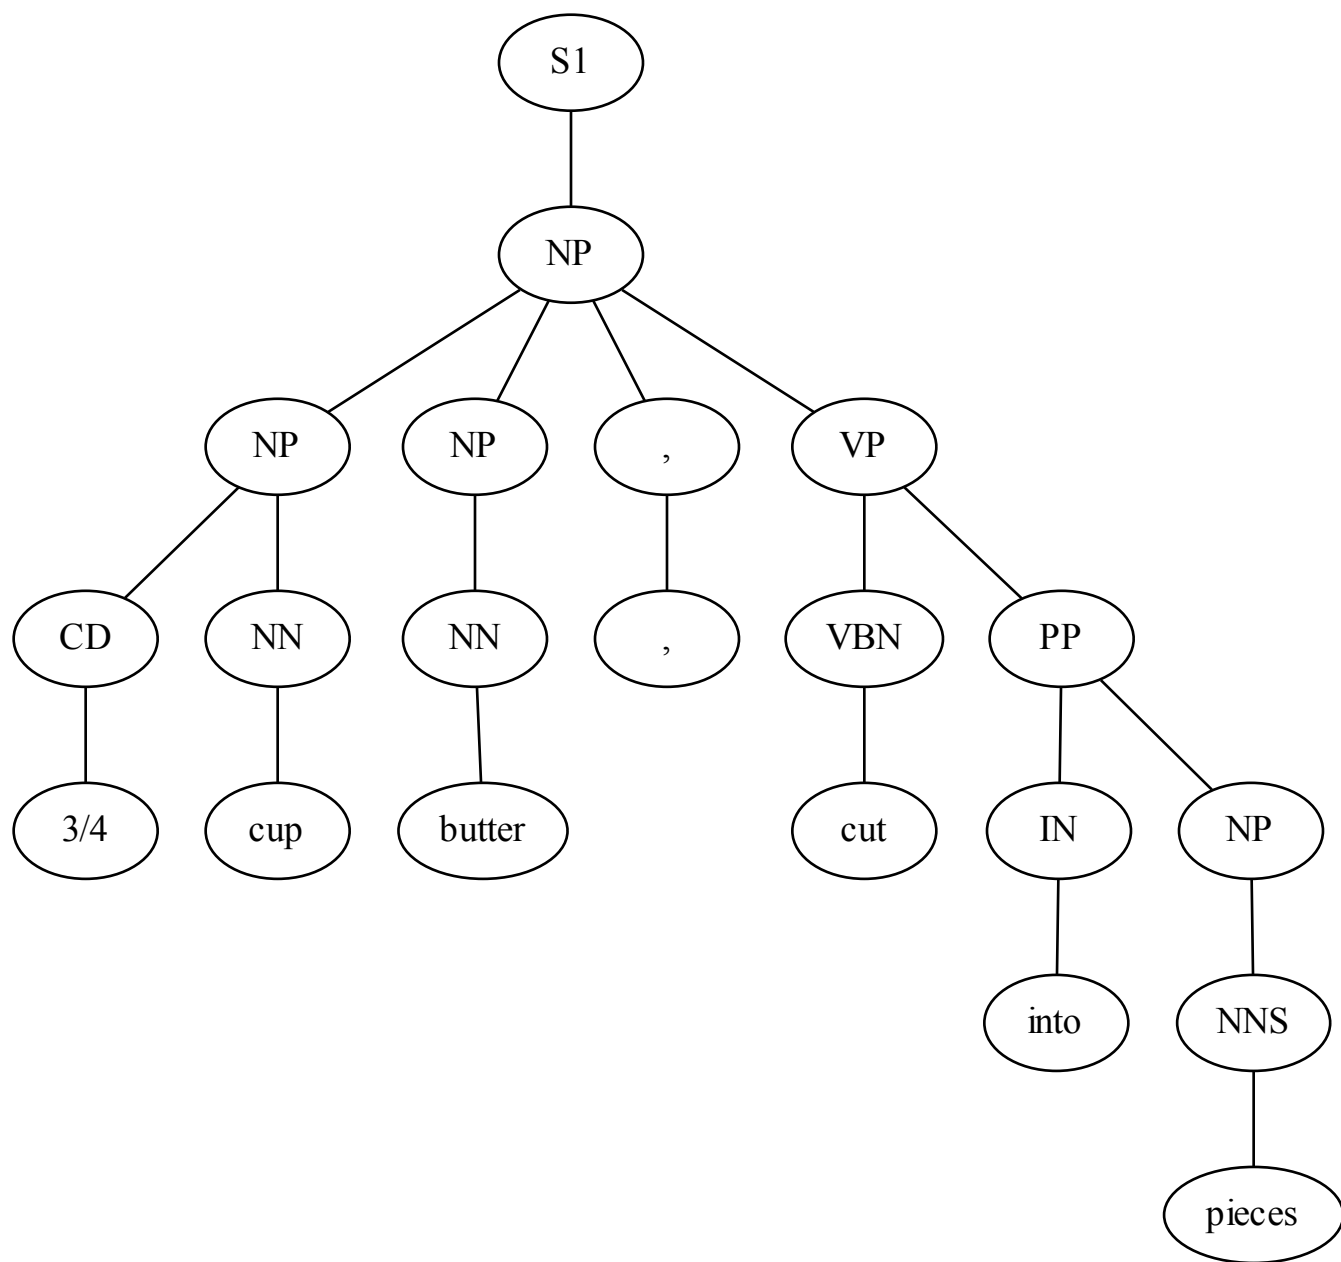 S1
NP
NP NP , VP
CD NN NN , VBN PP
3/4 cup butter cut IN NP
into NNS
pieces